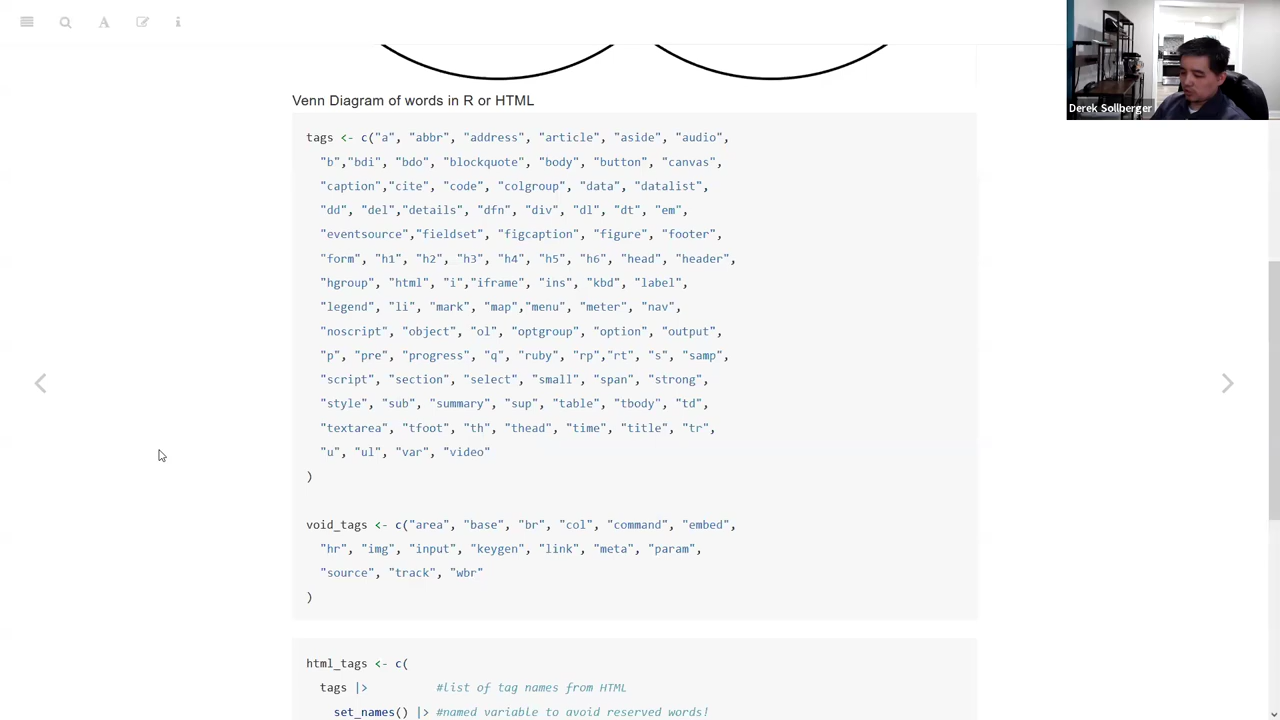 Derek Sollberger
Venn Diagram of words in R or HTML
tags <- c("a", "abbr", "address", "article", "aside", "audio",
"b","bdi", "bdo", "blockquote", "body", "button", "canvas",
"caption","cite", "code", "colgroup", "data", "datalist",
"dd", "del","details", "dfn", "div", "dl", "dt", "em",
"eventsource","fieldset", "figcaption", "figure", "footer",
"form", "h1", "h2", "h3", "h4", "h5", "h6", "head", "header",
"hgroup", "html", "i","iframe", "ins", "kbd", "label",
"legend", "li", "mark", "map","menu", "meter", "nav",
"noscript", "object", "ol", "optgroup", "option", "output",
"p", "pre", "progress", "q", "ruby", "rp","rt", "s", "samp",
"script", "section", "select", "small", "span", "strong",
"style", "sub", "summary", "sup", "table", "tbody", "td",
"textarea", "tfoot", "th", "thead", "time", "title", "tr",
"u", "ul", "var", "video"
)
void_tags <- c("area", "base", "br", "col", "command", "embed",
"hr", "img", "input", "keygen", "link", "meta", "param",
"source", "track", "wbr"
)
html_tags <- c(
tags |> #list of tag names from HTML
set_names() |> #named variable to avoid reserved words!